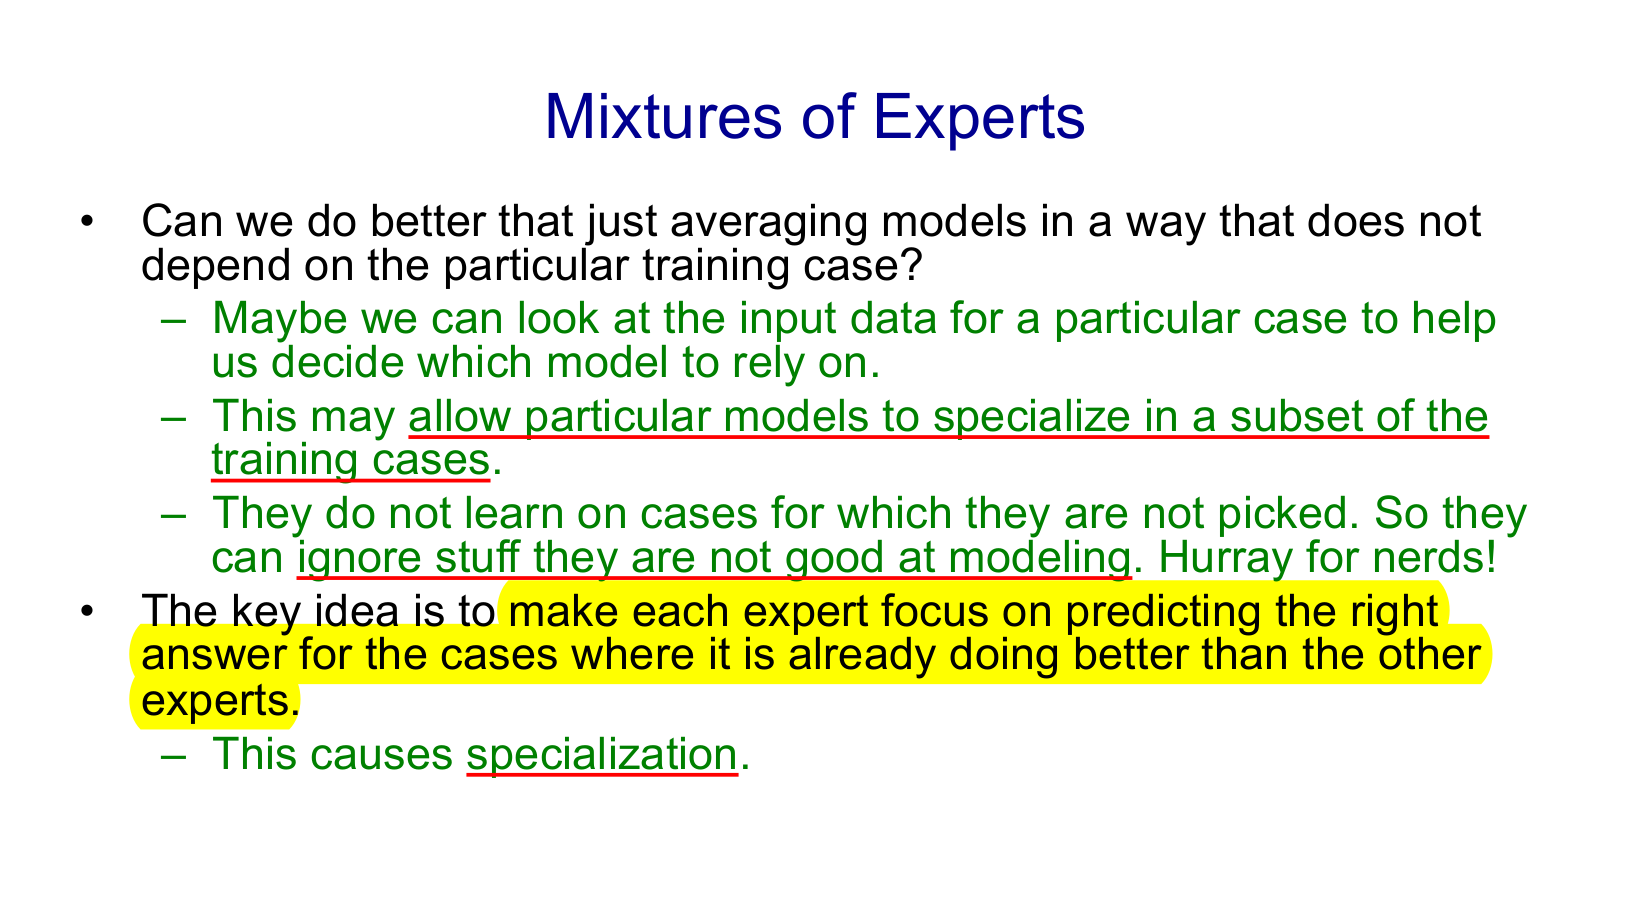 Mixtures of Experts
• Can we do better that just averaging models in a way that does not
depend on the particular training case?
– Maybe we can look at the input data for a particular case to help
us decide which model to rely on.
– This may allow particular models to specialize in a subset of the
training cases.
– They do not learn on cases for which they are not picked. So they
can ignore stuff they are not good at modeling. Hurray for nerds!
• The key idea is to make each expert focus on predicting the right
answer for the cases where it is already doing better than the other
experts.
– This causes specialization.